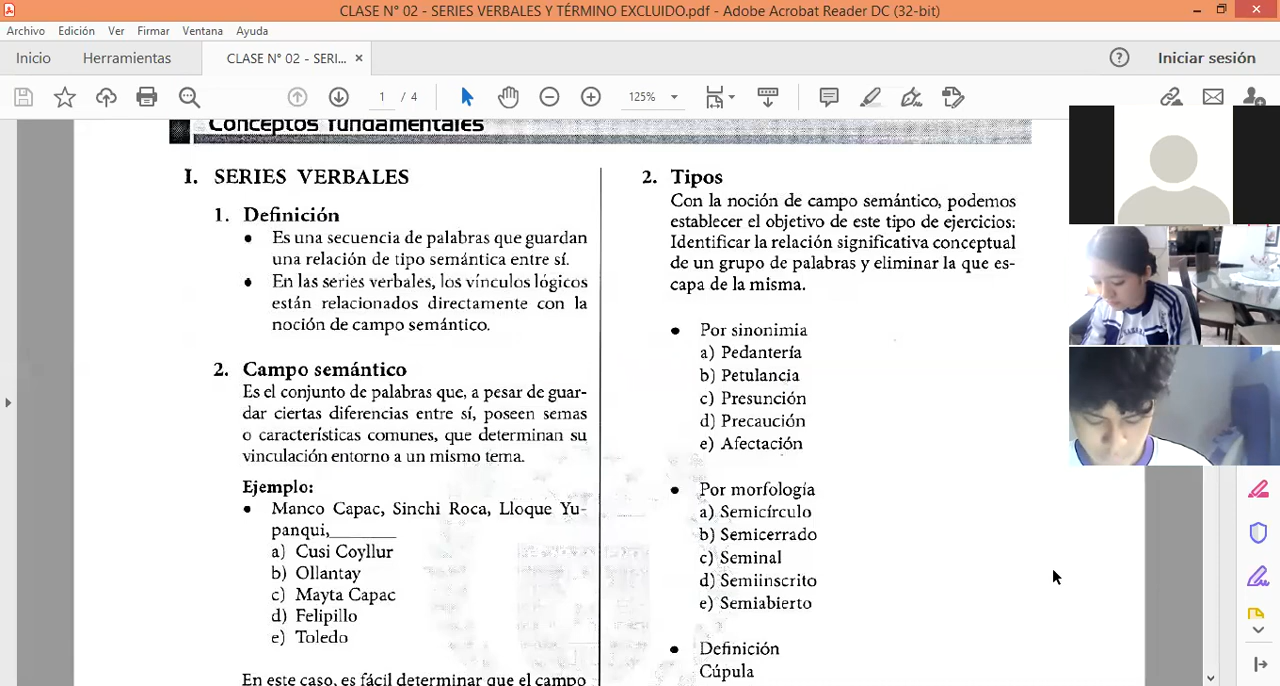 CLASE N° 02 - SERIES VERBALES Y TÉRMINO EXCLUIDO.pdf - Adobe Acrobat Reader DC (32-bit)
Archivo Edición Ver Firmar Ventana Ayuda
Inicio Herramientas CLASE N° 02 - SERI... × Iniciar sesión
1 / 4 125%
Conceptos fundamentales
I. SERIES VERBALES
1. Definición
• Es una secuencia de palabras que guardan
una relación de tipo semántica entre sí.
• En las series verbales, los vínculos lógicos
están relacionados directamente con la
noción de campo semántico.
2. Campo semántico
Es el conjunto de palabras que, a pesar de guar-
dar ciertas diferencias entre sí, poseen semas
o características comunes, que determinan su
vinculación entorno a un mismo tema.
Ejemplo:
• Manco Capac, Sinchi Roca, Lloque Yu-
panqui,________
a) Cusi Coyllur
b) Ollantay
c) Mayta Capac
d) Felipillo
e) Toledo
En este caso, es fácil determinar que el campo
2. Tipos
Con la noción de campo semántico, podemos
establecer el objetivo de este tipo de ejercicios:
Identificar la relación significativa conceptual
de un grupo de palabras y eliminar la que es-
capa de la misma.
• Por sinonimia
a) Pedantería
b) Petulancia
c) Presunción
d) Precaución
e) Afectación
• Por morfología
a) Semicírculo
b) Semicerrado
c) Seminal
d) Semiinscrito
e) Semiabierto
• Definición
Cúpula